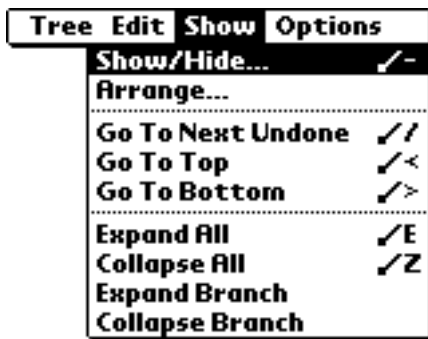 Tree Edit Show Options
Show/Hide... ✓-
Arrange...
Go To Next Undone ✓/
Go To Top ✓<
Go To Bottom ✓>
Expand All ✓E
Collapse All ✓Z
Expand Branch
Collapse Branch